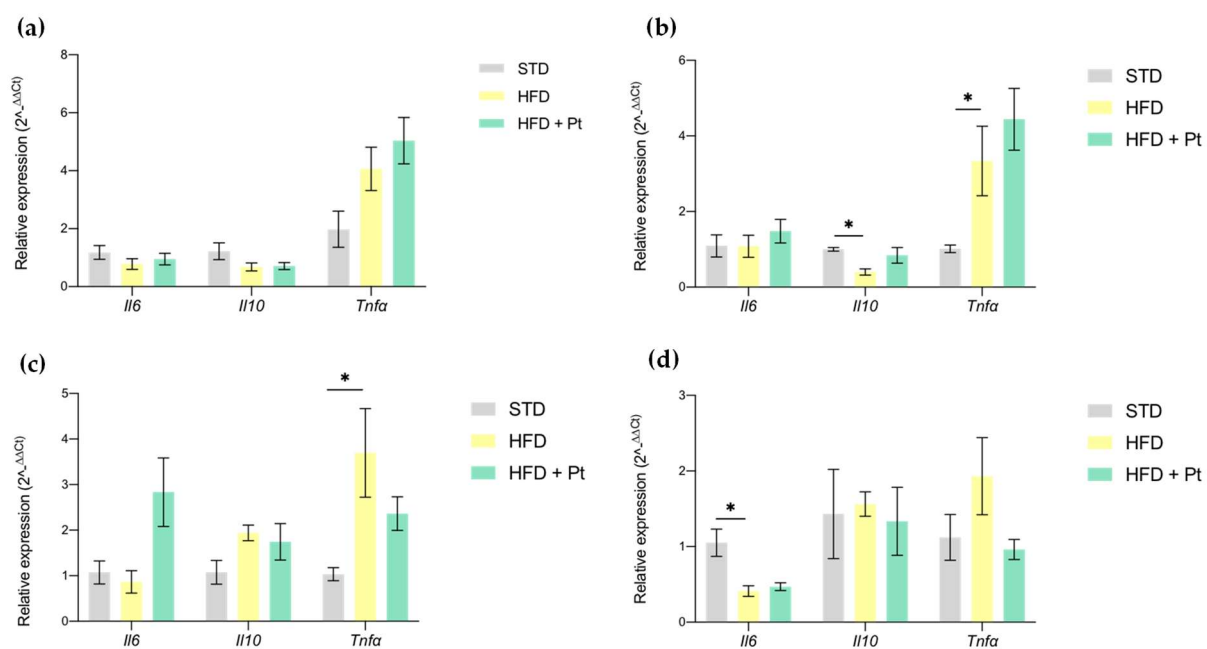 (a)
8
6
4
2
0
Relative expression (2^-ΔΔCt)
Il6 Il10 Tnfα
STD
HFD
HFD + Pt
(b)
6
4
2
0
Relative expression (2^-ΔΔCt)
*
*
Il6 Il10 Tnfα
STD
HFD
HFD + Pt
(c)
5
4
3
2
1
0
Relative expression (2^-ΔΔCt)
*
Il6 Il10 Tnfα
STD
HFD
HFD + Pt
(d)
3
2
1
0
Relative expression (2^-ΔΔCt)
*
Il6 Il10 Tnfα
STD
HFD
HFD + Pt